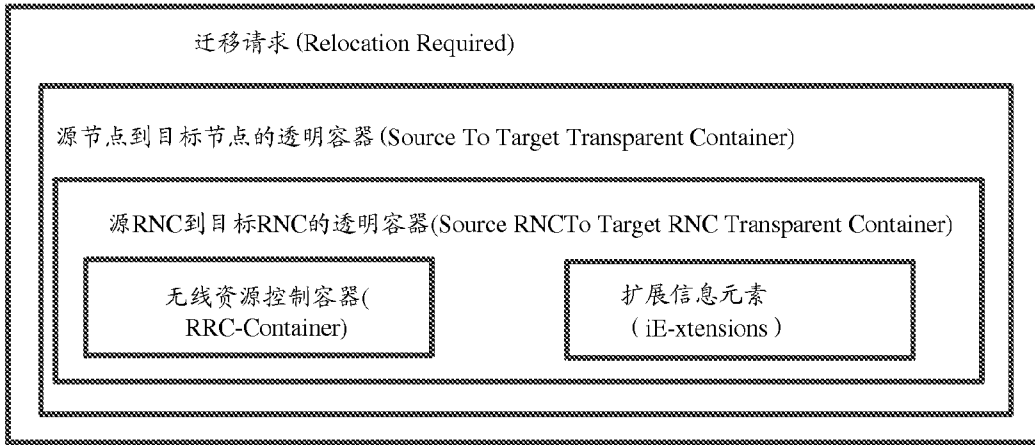 迁移请求(Relocation Required)
源节点到目标节点的透明容器(Source To Target Transparent Container)
源RNC到目标RNC的透明容器(Source RNCTo Target RNC Transparent Container)
无线资源控制容器(
RRC-Container)
扩展信息元素
（iE-xtensions）